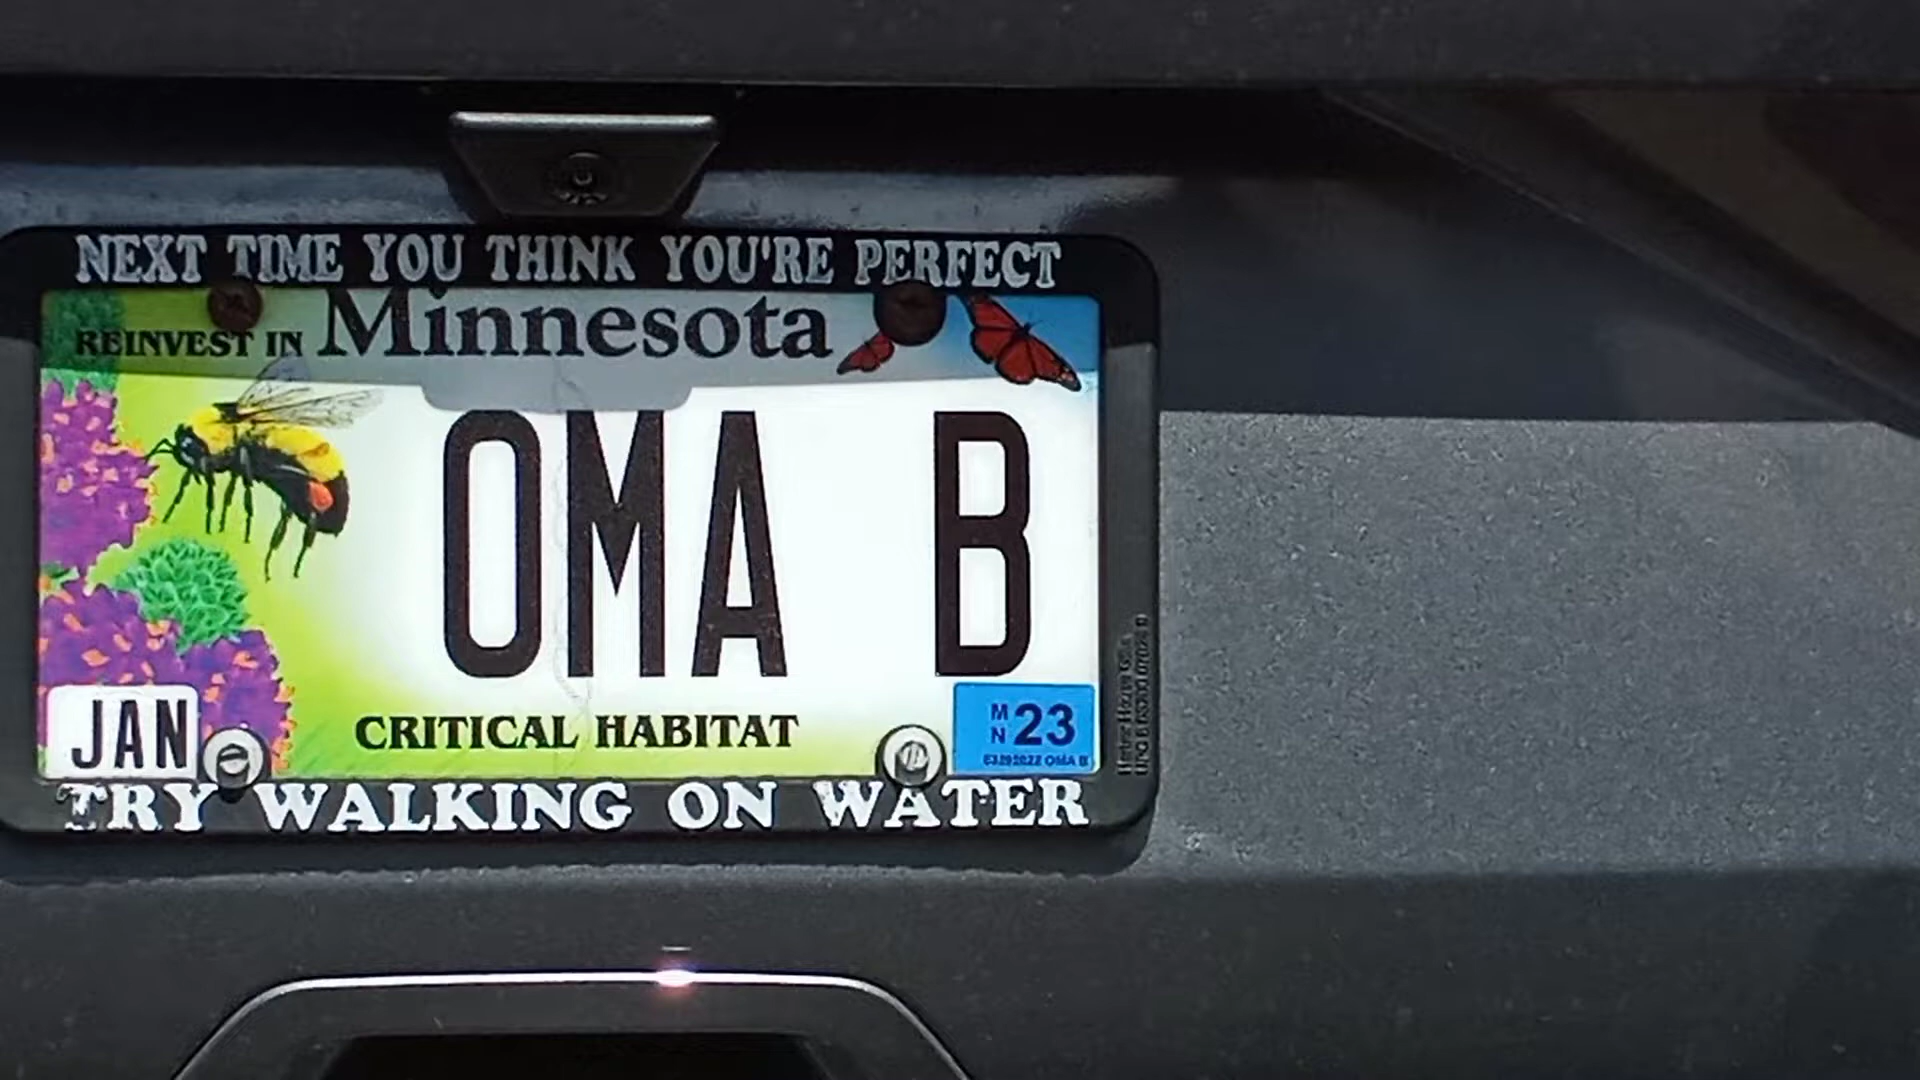 NEXT TIME YOU THINK YOU'RE PERFECT
REINVEST IN Minnesota
OMA B
JAN
CRITICAL HABITAT
MN 23
OMA B
TRY WALKING ON WATER